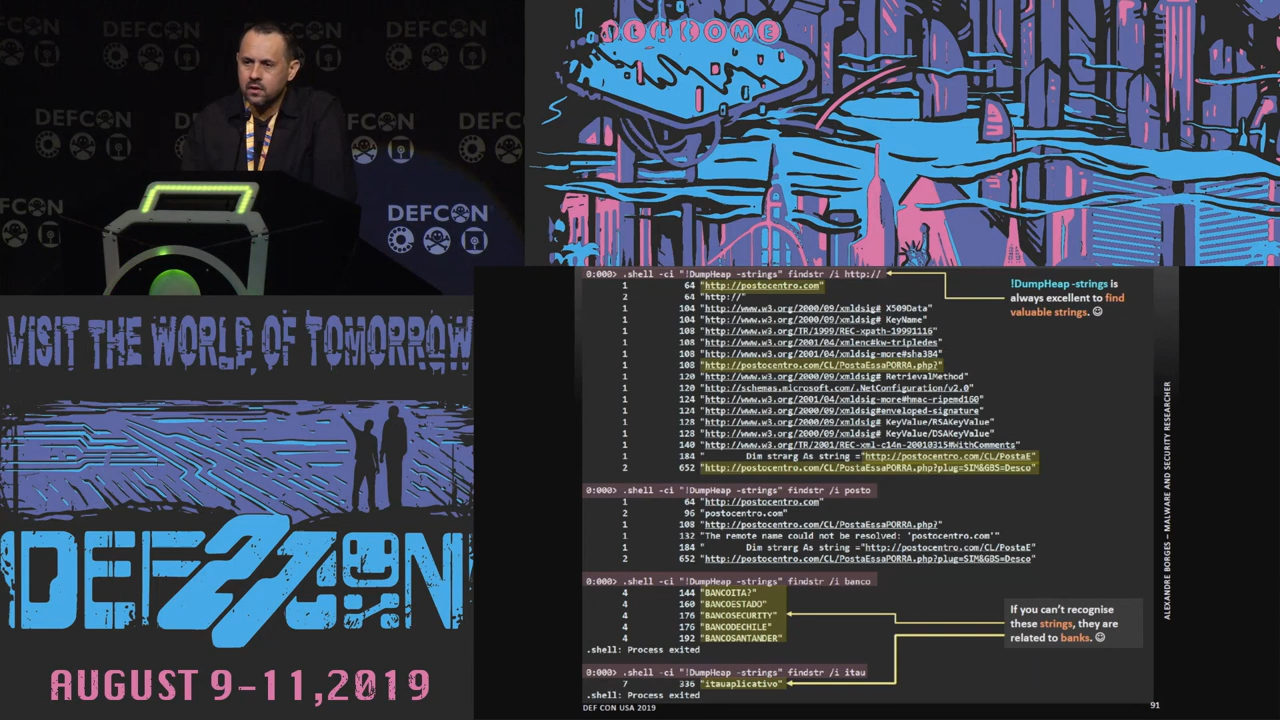 DEFCON
DEFCON
DEFCON
DEFCON
DEFCON
WELCOME
VISIT THE WORLD OF TOMORROW
DEFCON
27
AUGUST 9-11,2019
0:000> .shell -ci "!DumpHeap -strings" findstr /i http://
1 64 "http://postocentro.com"
2 64 "http://"
1 104 "http://www.w3.org/2000/09/xmldsig# X509Data"
1 104 "http://www.w3.org/2000/09/xmldsig# KeyName"
1 108 "http://www.w3.org/TR/1999/REC-xpath-19991116"
1 108 "http://www.w3.org/2001/04/xmlenc#kw-tripledes"
1 108 "http://www.w3.org/2001/04/xmldsig-more#sha384"
1 108 "http://postocentro.com/CL/PostaEssaPORRA.php?"
1 120 "http://www.w3.org/2000/09/xmldsig# RetrievalMethod"
1 120 "http://schemas.microsoft.com/.NetConfiguration/v2.0"
1 124 "http://www.w3.org/2001/04/xmldsig-more#hmac-ripemd160"
1 124 "http://www.w3.org/2000/09/xmldsig#enveloped-signature"
1 128 "http://www.w3.org/2000/09/xmldsig# KeyValue/RSAKeyValue"
1 128 "http://www.w3.org/2000/09/xmldsig# KeyValue/DSAKeyValue"
1 140 "http://www.w3.org/TR/2001/REC-xml-c14n-20010315#WithComments"
1 184 " Dim strarg As string ="http://postocentro.com/CL/PostaE"
2 652 "http://postocentro.com/CL/PostaEssaPORRA.php?plug=SIM&GBS=Desco"
0:000> .shell -ci "!DumpHeap -strings" findstr /i posto
1 64 "http://postocentro.com"
2 96 "postocentro.com"
1 108 "http://postocentro.com/CL/PostaEssaPORRA.php?"
1 132 "The remote name could not be resolved: 'postocentro.com'"
1 184 " Dim strarg As string ="http://postocentro.com/CL/PostaE"
2 652 "http://postocentro.com/CL/PostaEssaPORRA.php?plug=SIM&GBS=Desco"
0:000> .shell -ci "!DumpHeap -strings" findstr /i banco
4 144 "BANCOITA?"
4 160 "BANCOESTADO"
4 176 "BANCOSECURITY"
4 176 "BANCODECHILE"
4 192 "BANCOSANTANDER"
.shell: Process exited
0:000> .shell -ci "!DumpHeap -strings" findstr /i itau
7 336 "itauaplicativo"
.shell: Process exited
!DumpHeap -strings is
always excellent to find
valuable strings. ☺
If you can't recognise
these strings, they are
related to banks. ☺
ALEXANDRE BORGES – MALWARE AND SECURITY RESEARCHER
DEF CON USA 2019
91